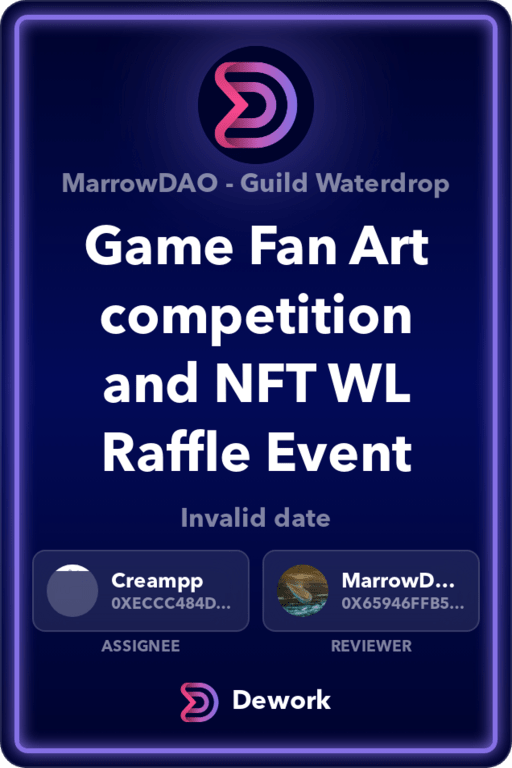 MarrowDAO - Guild Waterdrop
Game Fan Art
competition
and NFT WL
Raffle Event
Invalid date
Creampp
0XECCC484D...
ASSIGNEE
MarrowD...
0X65946FFB5...
REVIEWER
Dework